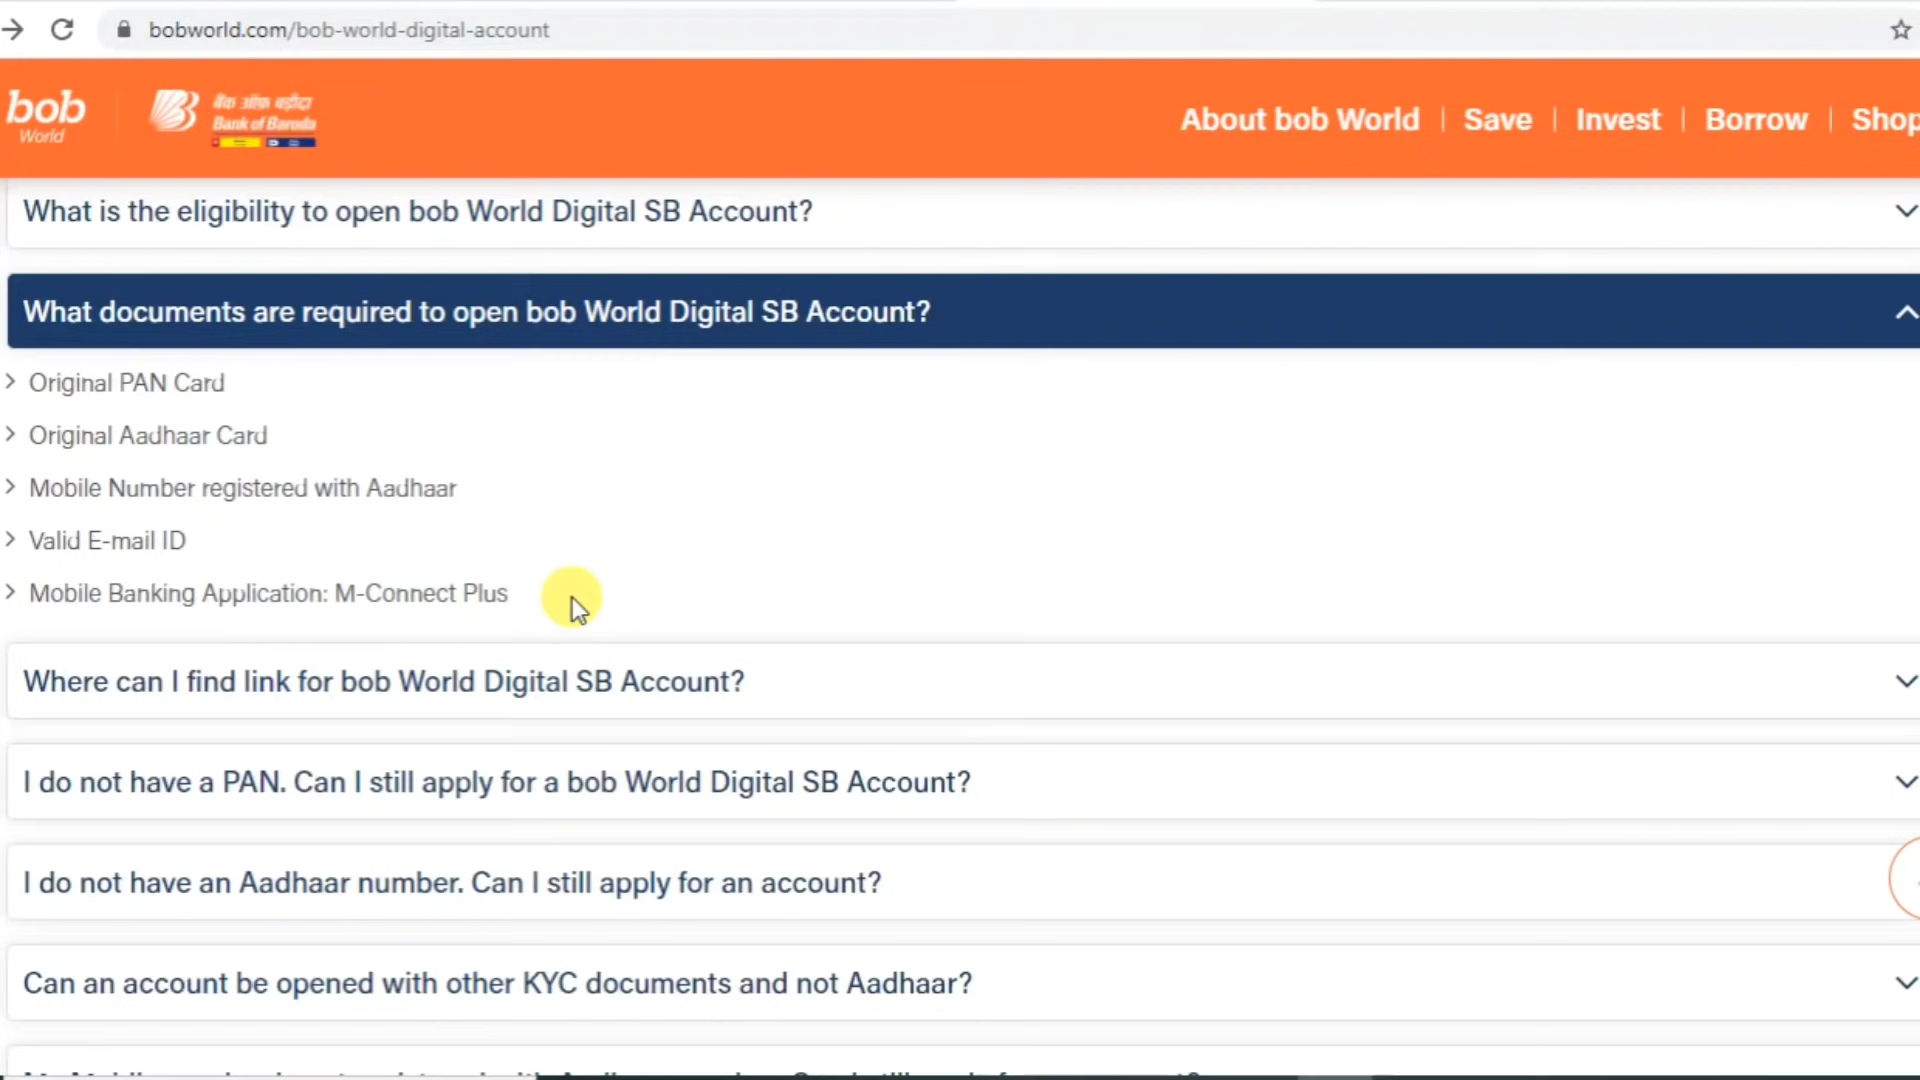 bobworld.com/bob-world-digital-account
bob
World
बैंक ऑफ़ बड़ौदा
Bank of Baroda
About bob World | Save | Invest | Borrow | Shop
What is the eligibility to open bob World Digital SB Account?
What documents are required to open bob World Digital SB Account?
Original PAN Card
Original Aadhaar Card
Mobile Number registered with Aadhaar
Valid E-mail ID
Mobile Banking Application: M-Connect Plus
Where can I find link for bob World Digital SB Account?
I do not have a PAN. Can I still apply for a bob World Digital SB Account?
I do not have an Aadhaar number. Can I still apply for an account?
Can an account be opened with other KYC documents and not Aadhaar?